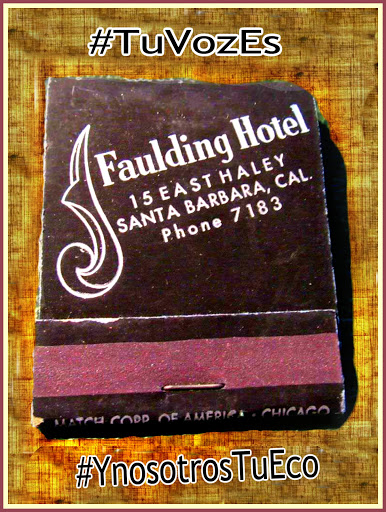 #TuVozEs
Faulding Hotel
15 EAST HALEY
SANTA BARBARA, CAL.
Phone 7183
MATCH CORP. OF AMERICA · CHICAGO
#YnosotrosTuEco